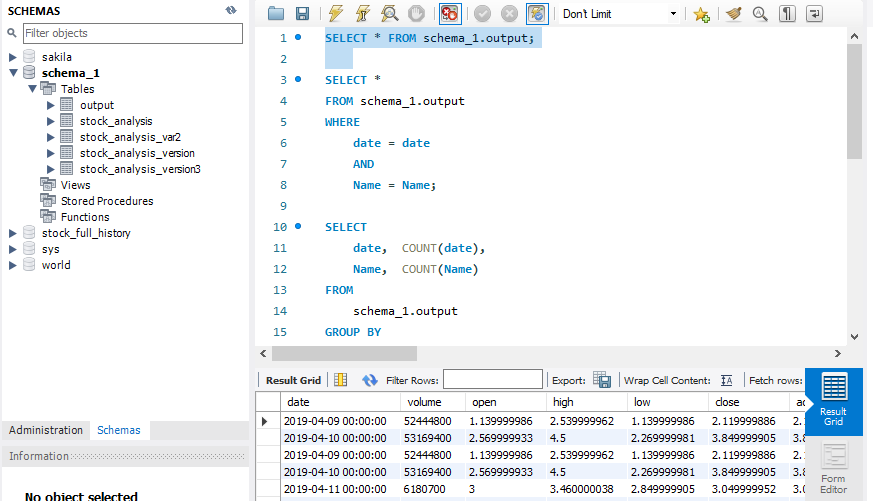 SCHEMAS
Filter objects
sakila
schema_1
Tables
output
stock_analysis
stock_analysis_var2
stock_analysis_version
stock_analysis_version3
Views
Stored Procedures
Functions
stock_full_history
sys
world
Administration Schemas
Information
No object selected
Don't Limit
1 SELECT * FROM schema_1.output;
2
3 SELECT *
4 FROM schema_1.output
5 WHERE
6 date = date
7 AND
8 Name = Name;
9
10 SELECT
11 date, COUNT(date),
12 Name, COUNT(Name)
13 FROM
14 schema_1.output
15 GROUP BY
Result Grid Filter Rows: Export: Wrap Cell Content: IA Fetch rows:
date volume open high low close ac
2019-04-09 00:00:00 52444800 1.139999986 2.539999962 1.139999986 2.119999886 2.1
2019-04-10 00:00:00 53169400 2.569999933 4.5 2.269999981 3.849999905 3.8
2019-04-09 00:00:00 52444800 1.139999986 2.539999962 1.139999986 2.119999886 2.1
2019-04-10 00:00:00 53169400 2.569999933 4.5 2.269999981 3.849999905 3.8
2019-04-11 00:00:00 6180700 3 3.460000038 2.849999905 3.049999952 3.0
Result
Grid
Form
Editor